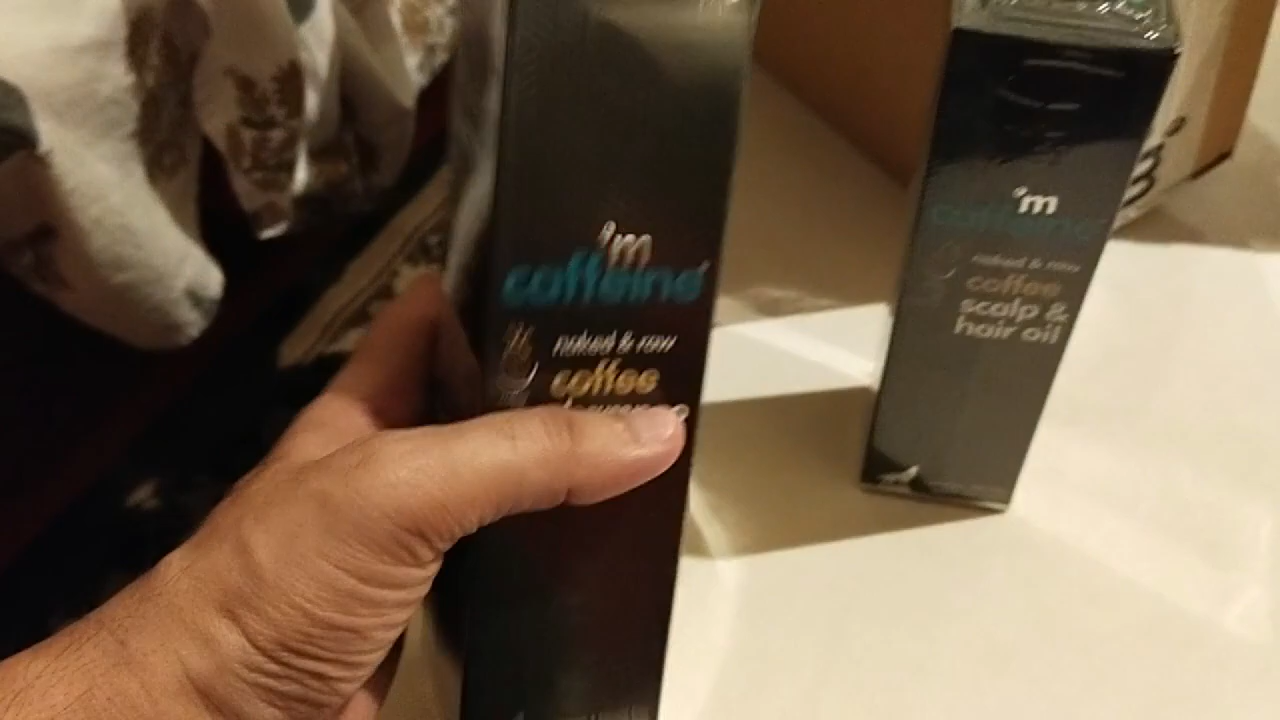 i'm
caffeine
naked & raw
coffee
i'm
caffeine
naked & raw
coffee
scalp &
hair oil